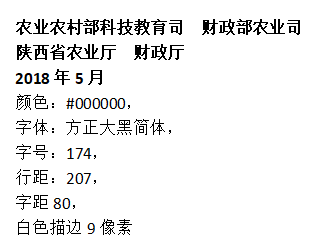 农业农村部科技教育司　财政部农业司
陕西省农业厅　财政厅
2018 年 5 月
颜色：#000000，
字体：方正大黑简体，
字号：174，
行距：207，
字距 80，
白色描边 9 像素